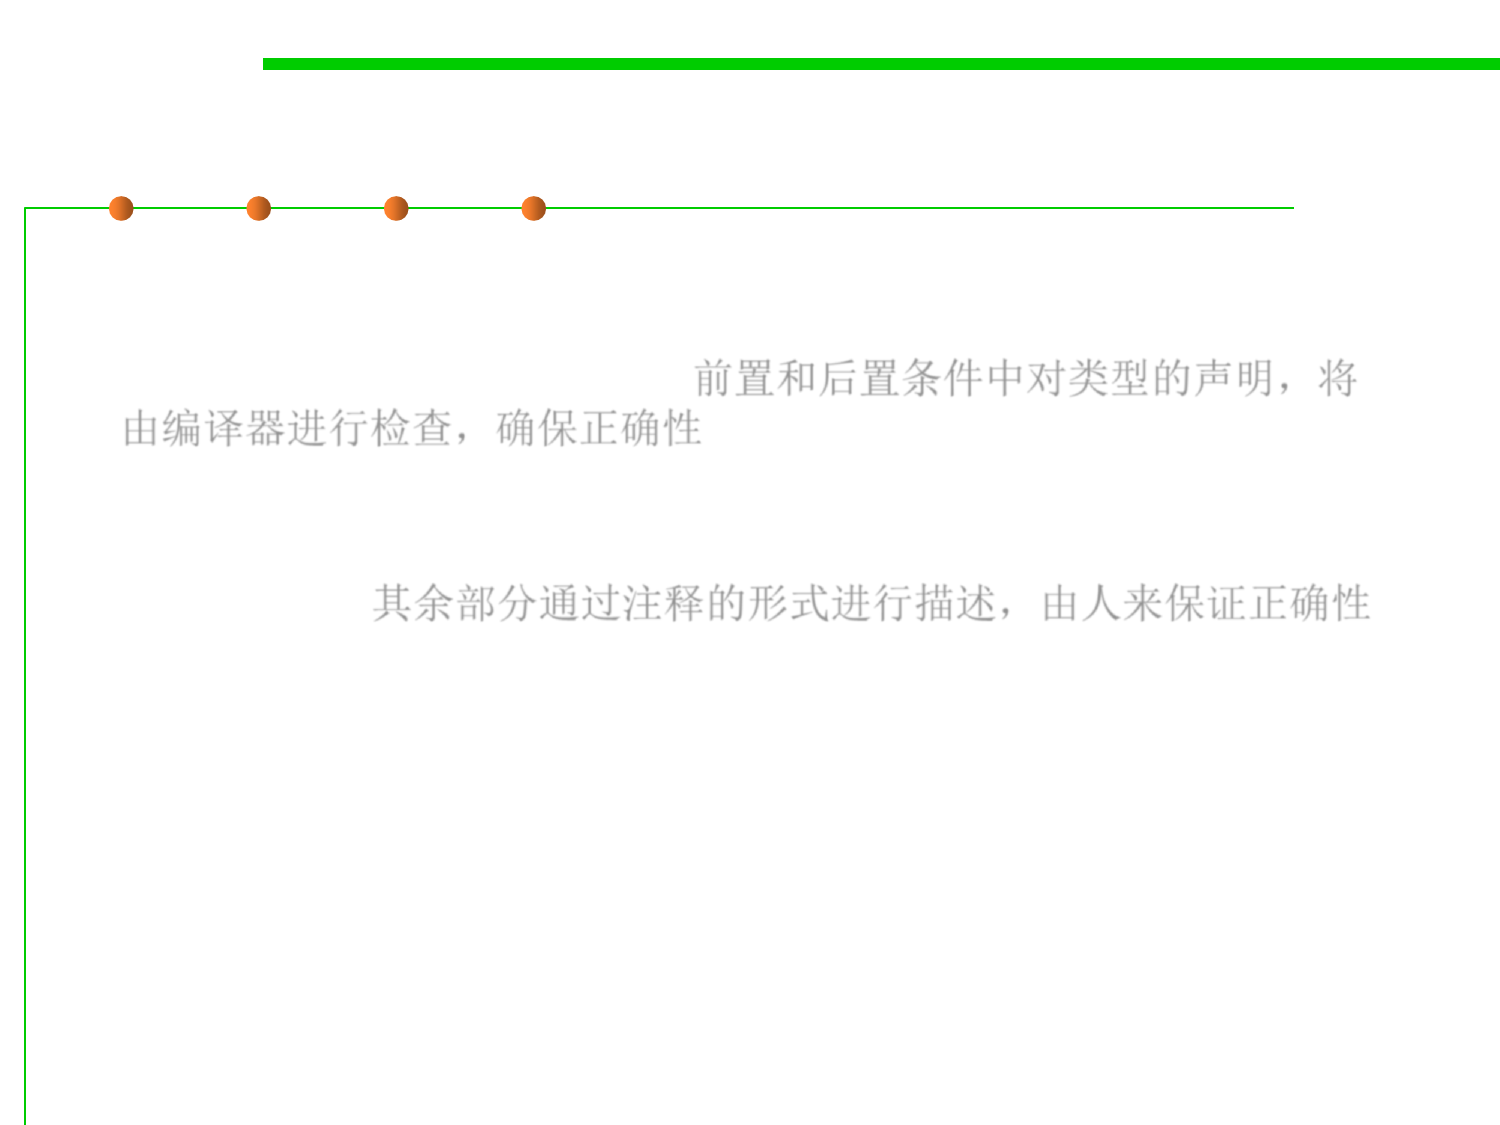 前置和后置条件中对类型的声明，将
由编译器进行检查，确保正确性
其余部分通过注释的形式进行描述，由人来保证正确性